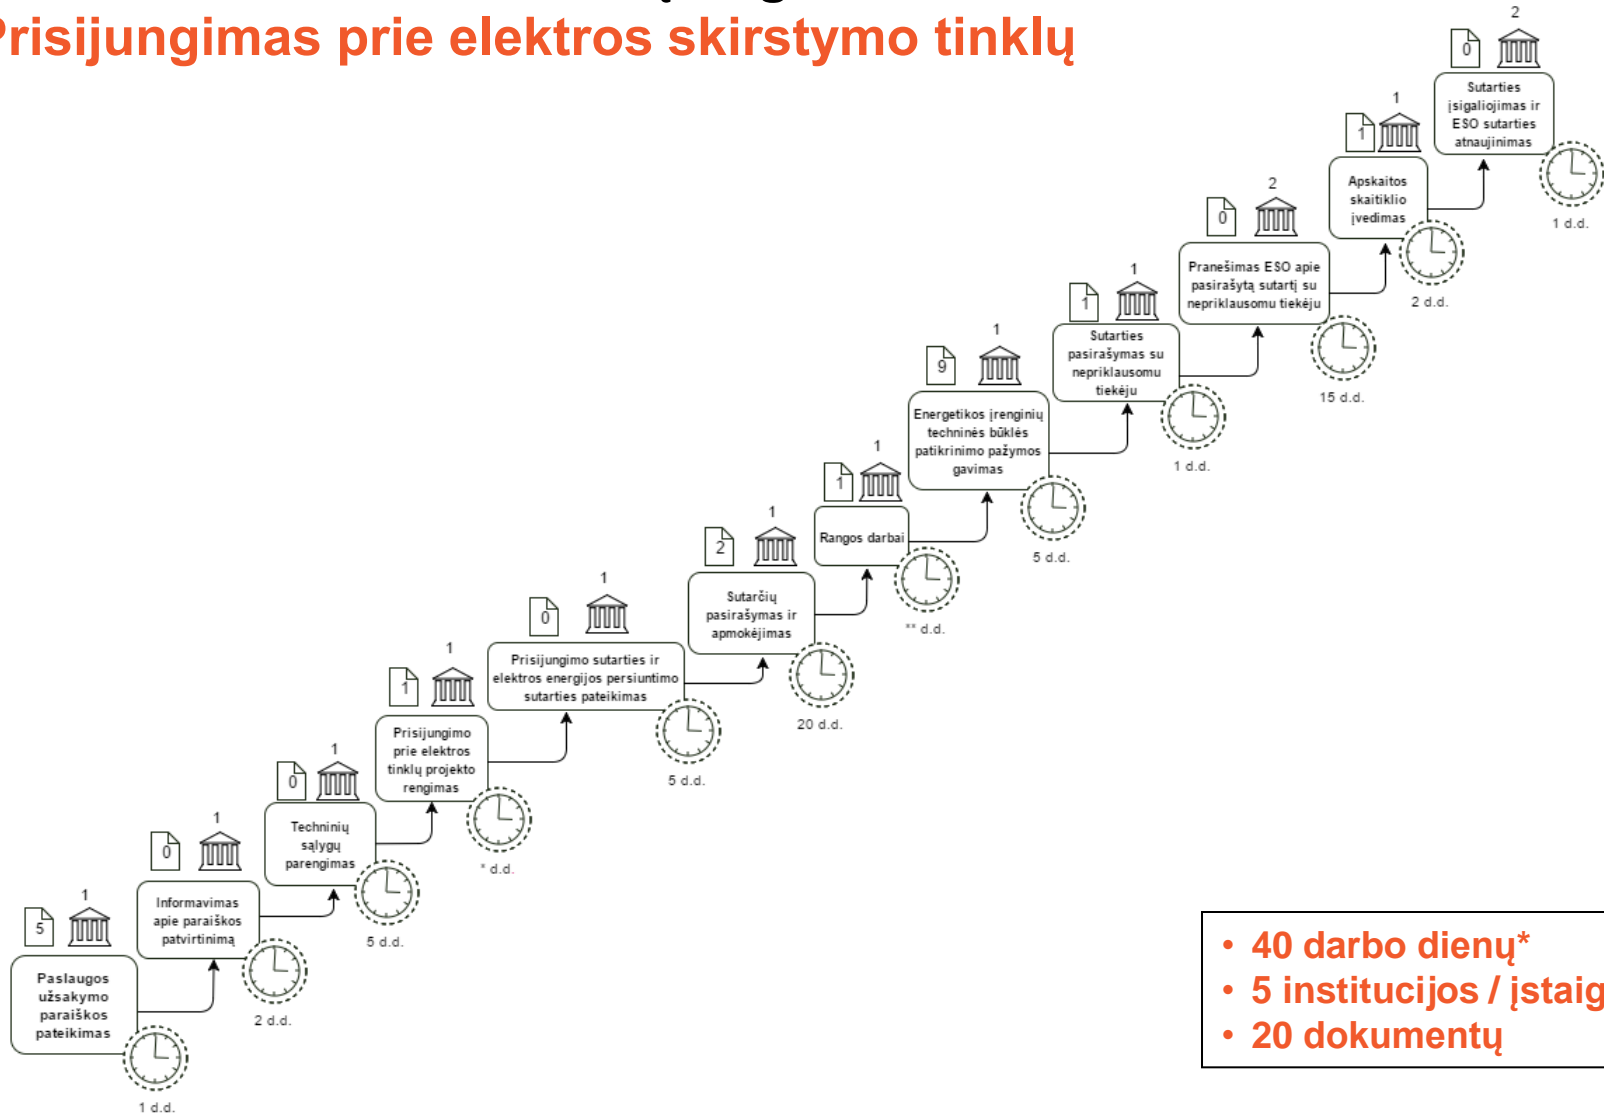 Prisijungimas prie elektros skirstymo tinklų
5
1
Paslaugos
užsakymo
paraiškos
pateikimas
1 d.d.
0
1
Informavimas
apie paraiškos
patvirtinimą
2 d.d.
0
1
Techninių
sąlygų
parengimas
5 d.d.
1
1
Prisijungimo
prie elektros
tinklų projekto
rengimas
* d.d.
0
1
Prisijungimo sutarties ir
elektros energijos persiuntimo
sutarties pateikimas
5 d.d.
2
1
Sutarčių
pasirašymas ir
apmokėjimas
20 d.d.
1
1
Rangos darbai
** d.d.
9
1
Energetikos įrenginių
techninės būklės
patikrinimo pažymos
gavimas
5 d.d.
1
1
Sutarties
pasirašymas su
nepriklausomu
tiekėju
1 d.d.
0
2
Pranešimas ESO apie
pasirašytą sutartį su
nepriklausomu tiekėju
15 d.d.
1
1
Apskaitos
skaitiklio
įvedimas
2 d.d.
0
2
Sutarties
įsigaliojimas ir
ESO sutarties
atnaujinimas
1 d.d.
• 40 darbo dienų*
• 5 institucijos / įstaig
• 20 dokumentų